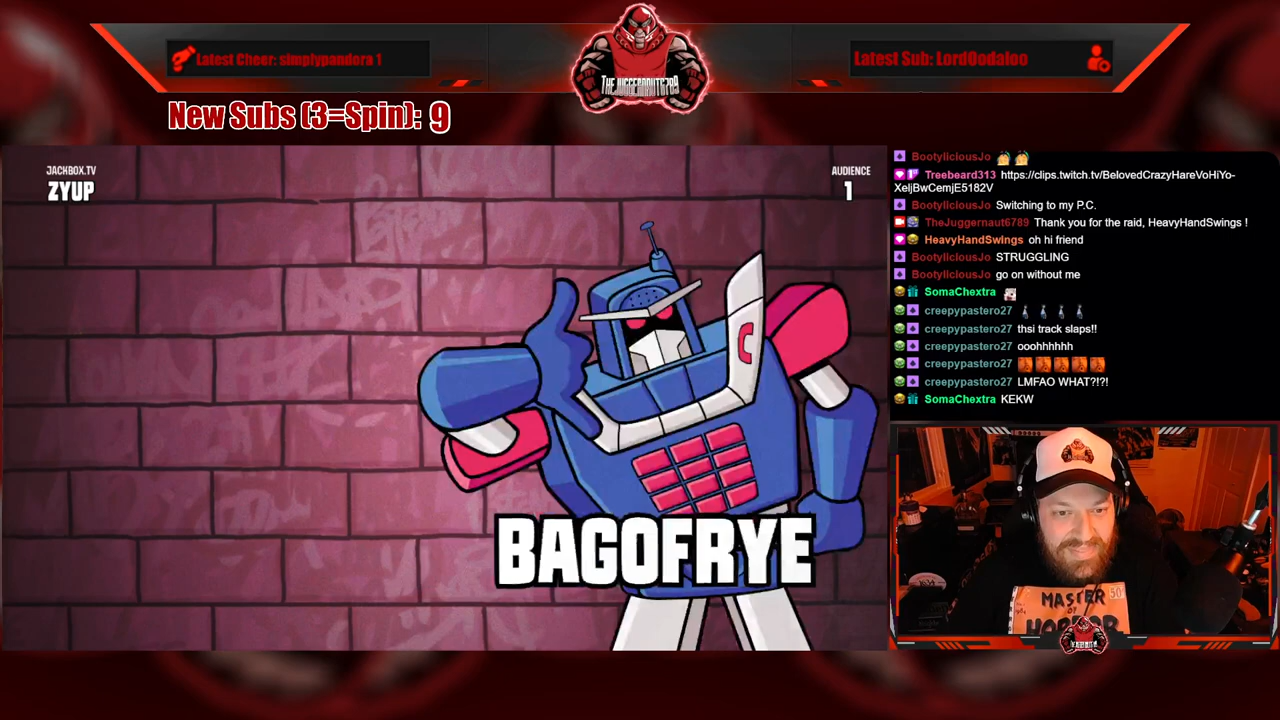 Latest Cheer: simplypandora 1
THEJUGGERNAUT6789
Latest Sub: LordOodaloo
New Subs (3=Spin): 9
JACKBOX.TV
ZYUP
AUDIENCE
1
BAGOFRYE
BootyliciousJo
Treebeard313 https://clips.twitch.tv/BelovedCrazyHareVoHiYo-
XeljBwCemjE5182V
BootyliciousJo Switching to my P.C.
TheJuggernaut6789 Thank you for the raid, HeavyHandSwings !
HeavyHandSwings oh hi friend
BootyliciousJo STRUGGLING
BootyliciousJo go on without me
SomaChextra
creepypastero27
creepypastero27 thsi track slaps!!
creepypastero27 ooohhhhhh
creepypastero27
creepypastero27 LMFAO WHAT?!?!
SomaChextra KEKW
MASTER
OF
HORROR